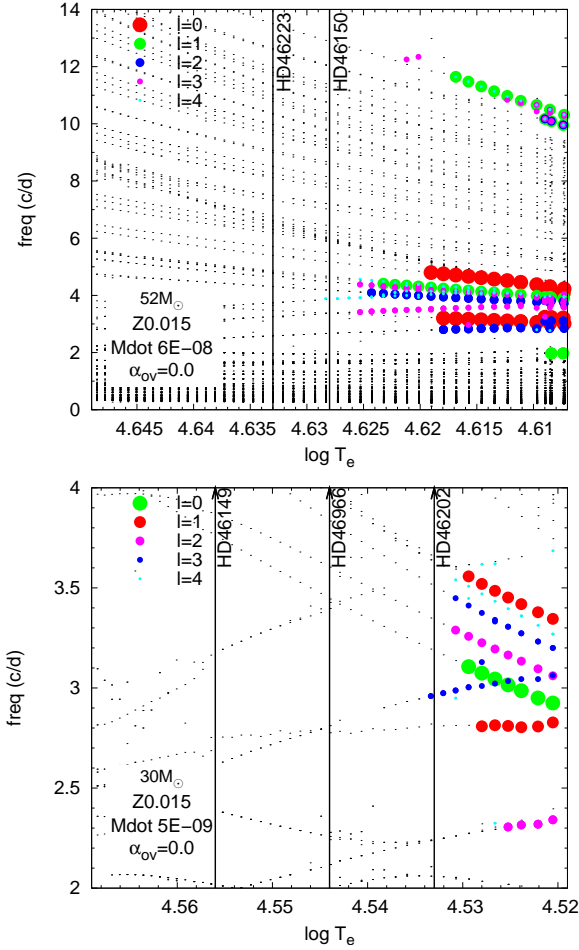 14
12
10
8
6
4
2
0
freq (c/d)
l=0
l=1
l=2
l=3
l=4
HD46223
HD46150
52M☉
Z0.015
Mdot 6E−08
α_ov=0.0
4.645 4.64 4.635 4.63 4.625 4.62 4.615 4.61
log T_e
4
3.5
3
2.5
2
freq (c/d)
l=0
l=1
l=2
l=3
l=4
HD46149
HD46966
HD46202
30M☉
Z0.015
Mdot 5E−09
α_ov=0.0
4.56 4.55 4.54 4.53 4.52
log T_e